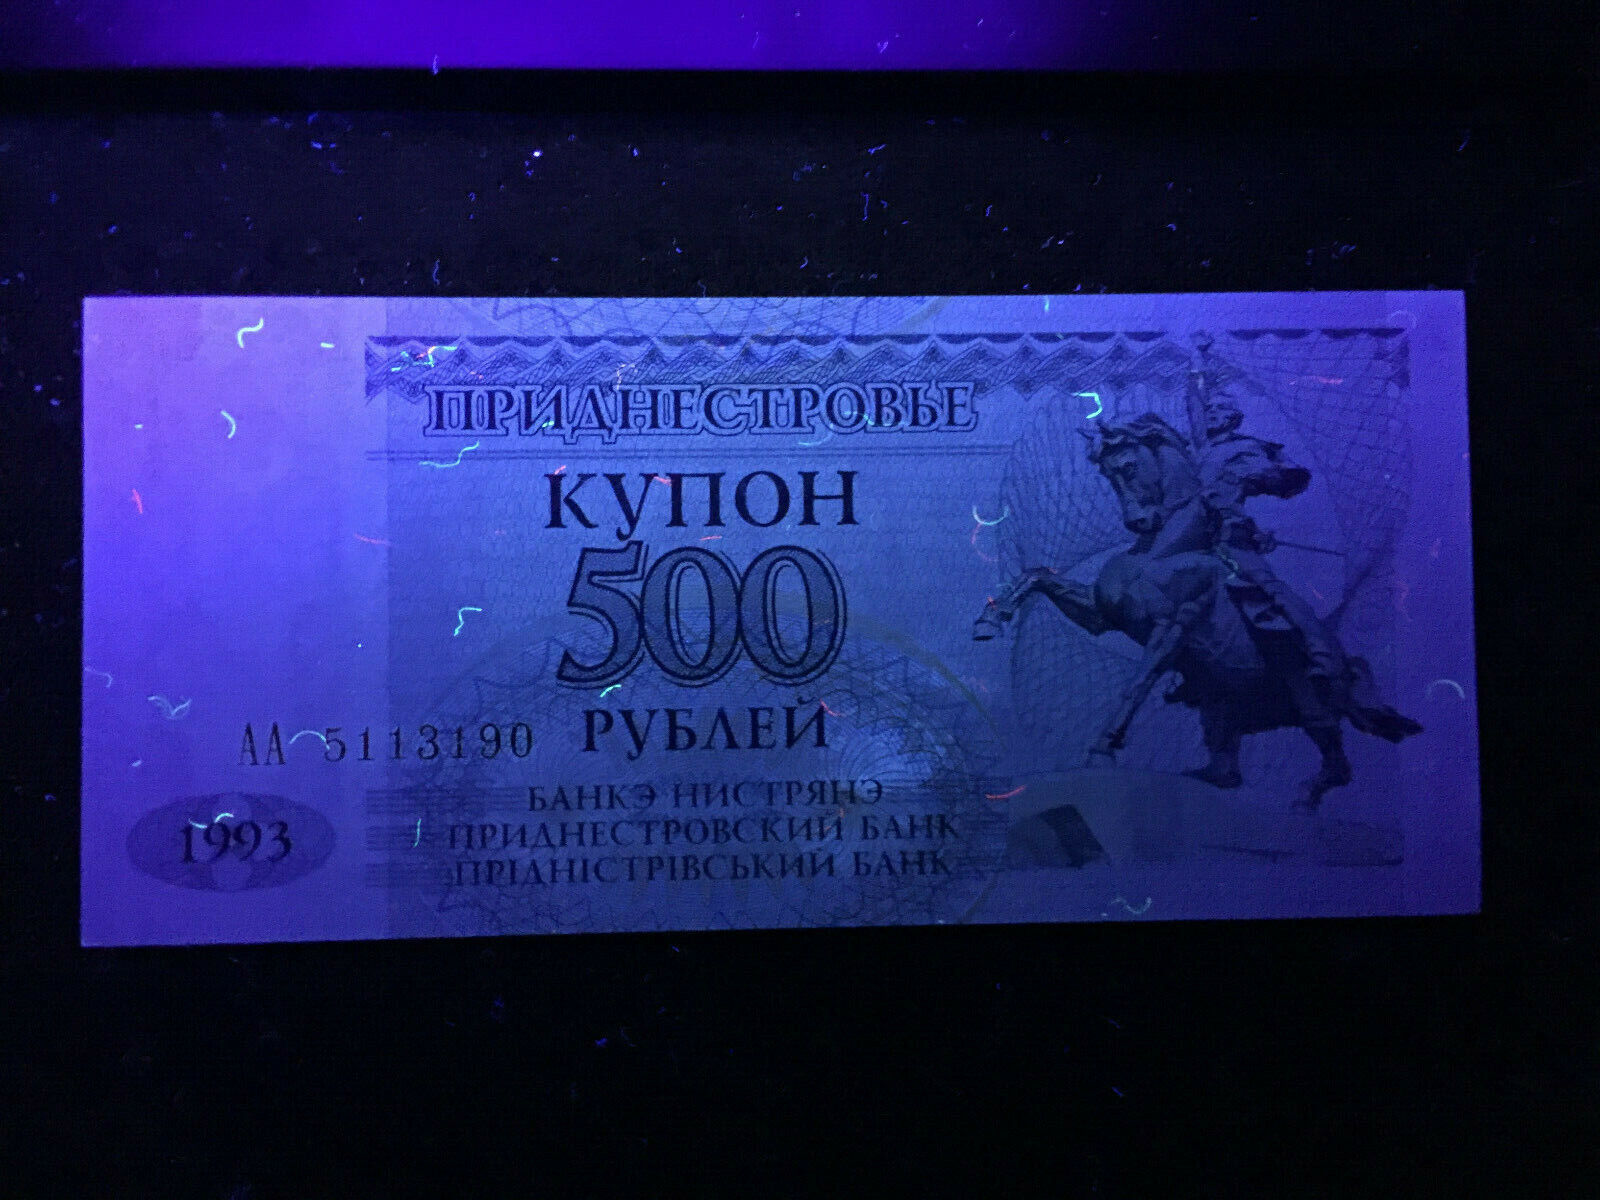 ПРИДНЕСТРОВЬЕ
КУПОН
500
РУБЛЕЙ
АА 5113190
БАНКЭ НИСТРЯНЭ
ПРИДНЕСТРОВСКИЙ БАНК
ПРІДНІСТРІВСЬКИЙ БАНК
1993